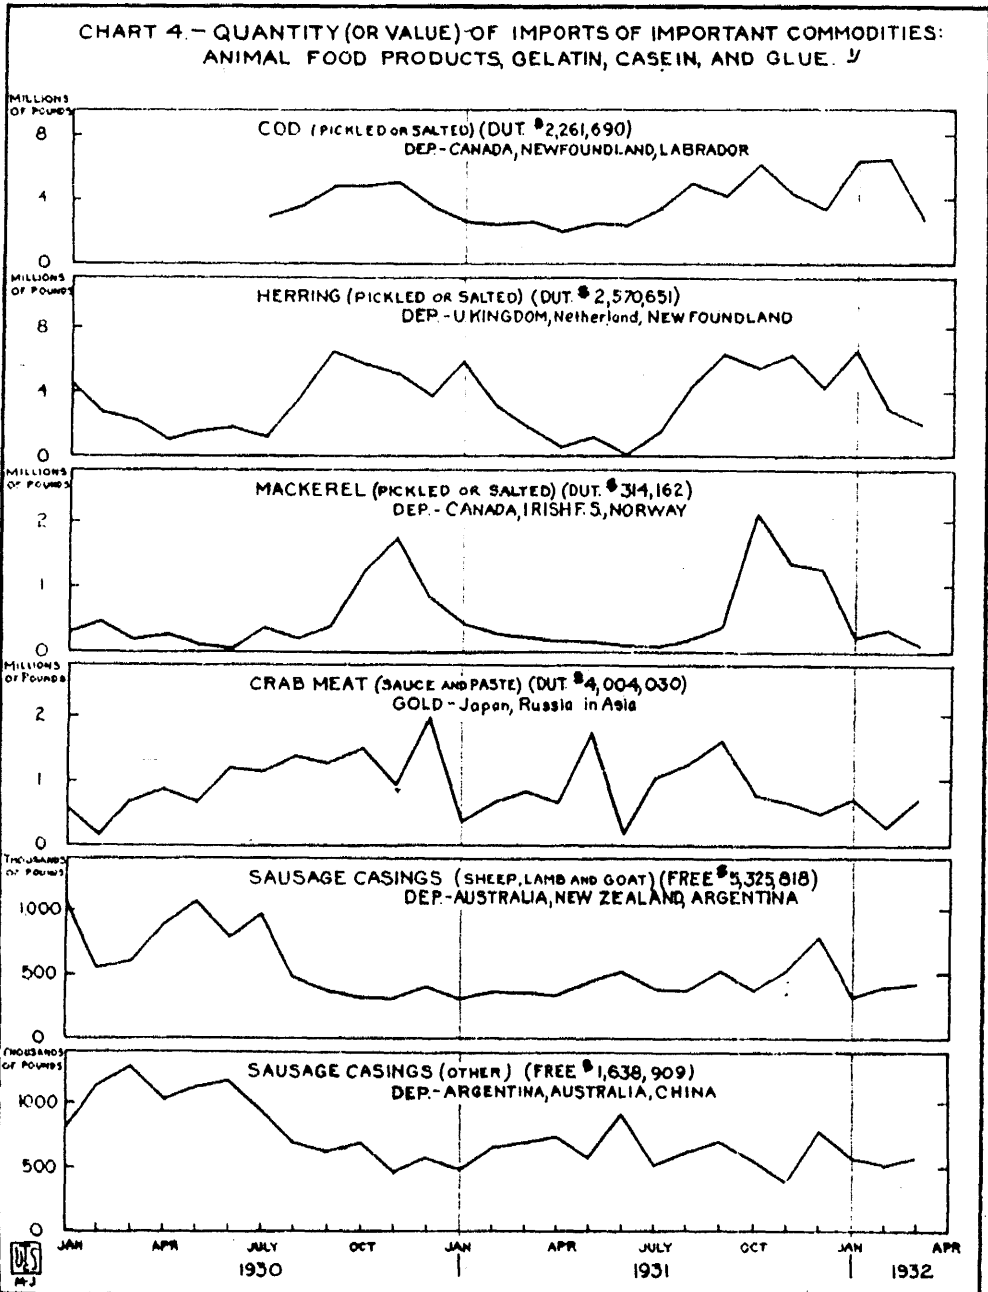 CHART 4.-QUANTITY (OR VALUE)-OF IMPORTS OF IMPORTANT COMMODITIES:
ANIMAL FOOD PRODUCTS, GELATIN, CASEIN, AND GLUE. 1/
MILLIONS
OF POUNDS
COD (PICKLED OR SALTED) (DUT. $2,261,690)
DEP.-CANADA, NEWFOUNDLAND, LABRADOR
8
4
0
MILLIONS
OF POUNDS
HERRING (PICKLED OR SALTED) (DUT. $2,570,651)
DEP.-U KINGDOM, Netherland, NEW FOUNDLAND
8
4
0
MILLIONS
OF POUNDS
MACKEREL (PICKLED OR SALTED) (DUT. $314,162)
DEP.-CANADA, IRISH F. S., NORWAY
2
1
0
MILLIONS
OF POUNDS
CRAB MEAT (SAUCE AND PASTE) (DUT. $4,004,030)
GOLD-Japan, Russia in Asia
2
1
0
THOUSANDS
OF POUNDS
SAUSAGE CASINGS (SHEEP, LAMB AND GOAT) (FREE $5,325,818)
DEP.-AUSTRALIA, NEW ZEALAND, ARGENTINA
1,000
500
0
THOUSANDS
OF POUNDS
SAUSAGE CASINGS (OTHER) (FREE $1,638,909)
DEP.-ARGENTINA, AUSTRALIA, CHINA
1000
500
0
JAN APR JULY OCT JAN APR JULY OCT JAN APR
1930 1931 1932
M-J